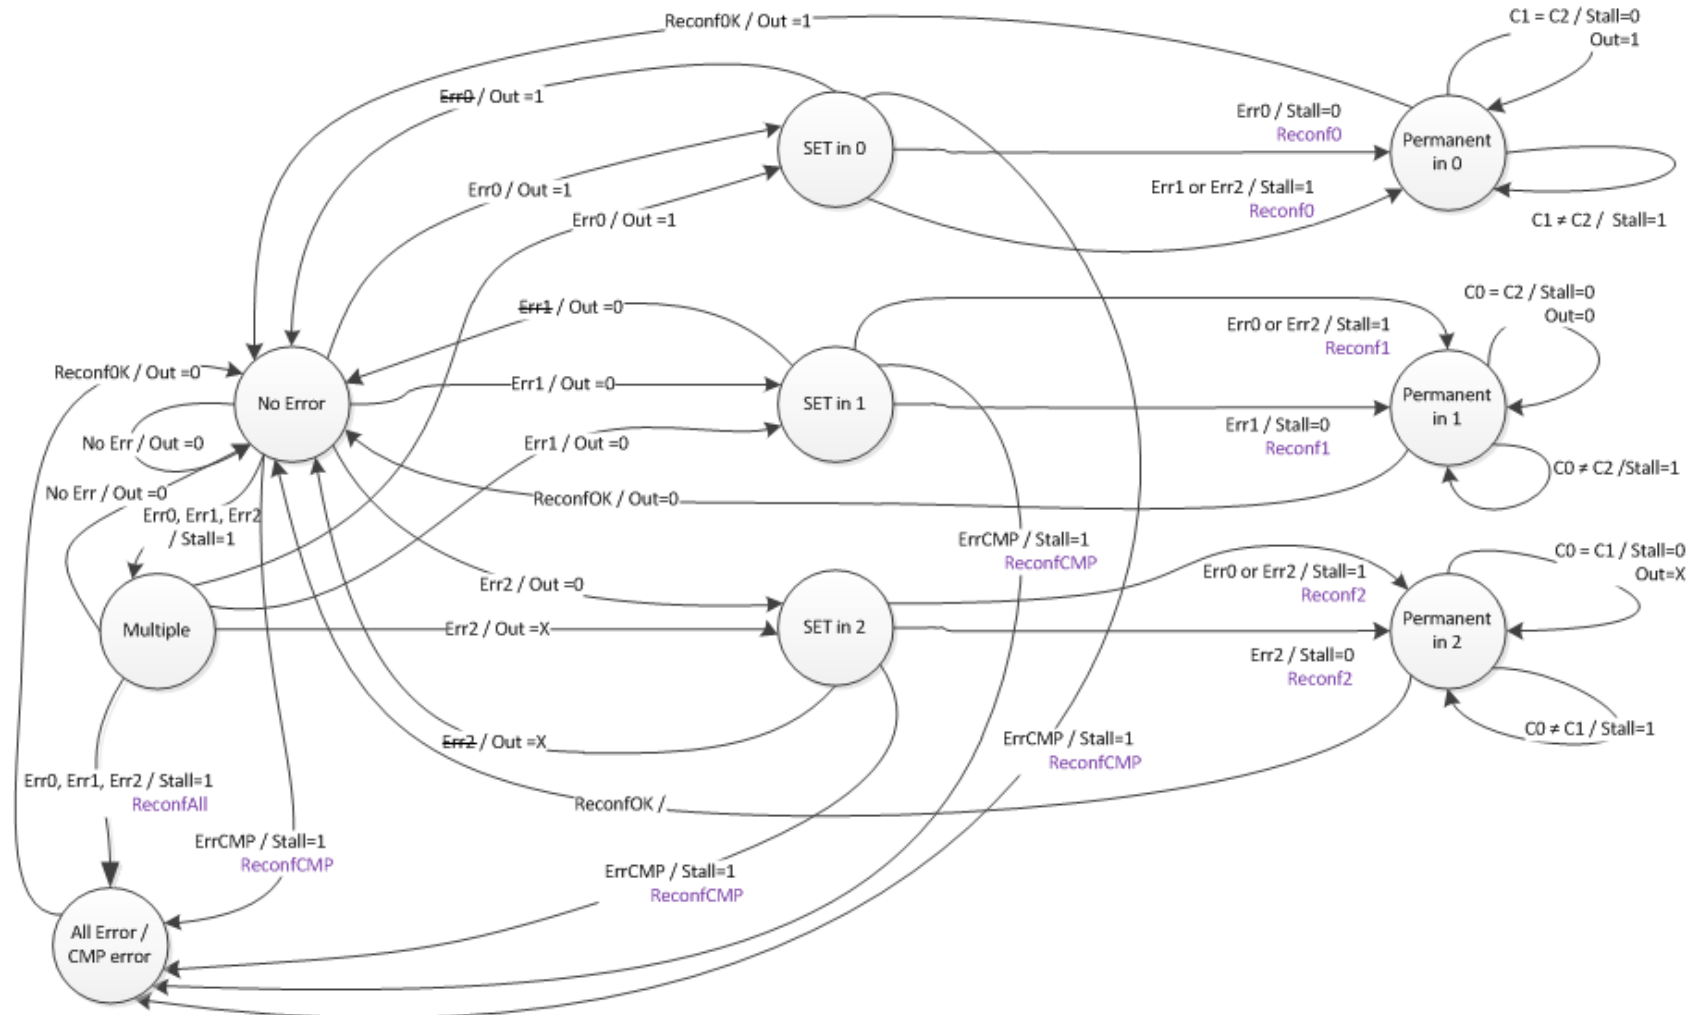 Reconf0K / Out =1
C1 = C2 / Stall=0
Out=1
Err0 / Out =1
SET in 0
Err0 / Stall=0
Reconf0
Permanent
in 0
Err0 / Out =1
Err1 or Err2 / Stall=1
Reconf0
Err0 / Out =1
C1 ≠ C2 / Stall=1
Err1 / Out =0
C0 = C2 / Stall=0
Out=0
Err0 or Err2 / Stall=1
Reconf1
Reconf0K / Out =0
No Error
Err1 / Out =0
SET in 1
Permanent
in 1
No Err / Out =0
Err1 / Out =0
Err1 / Stall=0
Reconf1
C0 ≠ C2 /Stall=1
No Err / Out =0
ReconfOK / Out=0
Err0, Err1, Err2
/ Stall=1
ErrCMP / Stall=1
ReconfCMP
C0 = C1 / Stall=0
Out=X
Err2 / Out =0
Err0 or Err2 / Stall=1
Reconf2
Multiple
Err2 / Out =X
SET in 2
Permanent
in 2
Err2 / Stall=0
Reconf2
Err2 / Out =X
ErrCMP / Stall=1
ReconfCMP
C0 ≠ C1 / Stall=1
Err0, Err1, Err2 / Stall=1
ReconfAll
ReconfOK /
ErrCMP / Stall=1
ReconfCMP
ErrCMP / Stall=1
ReconfCMP
All Error /
CMP error